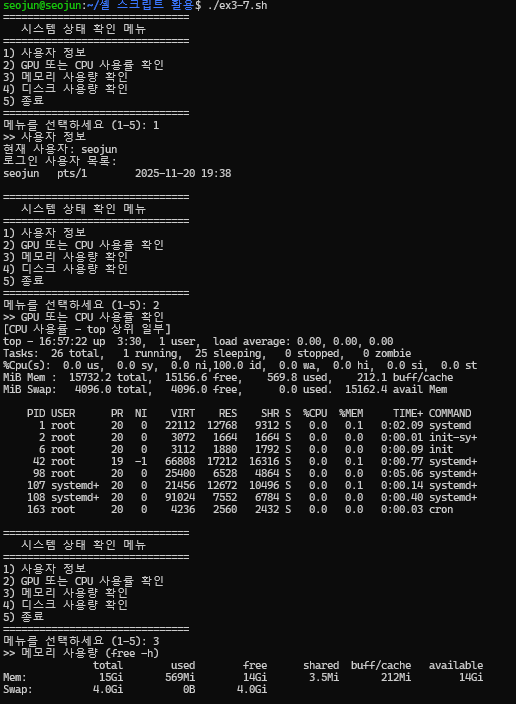 seojun@seojun:~/셸 스크립트 활용$ ./ex3-7.sh
===============================
시스템 상태 확인 메뉴
===============================
1) 사용자 정보
2) GPU 또는 CPU 사용률 확인
3) 메모리 사용량 확인
4) 디스크 사용량 확인
5) 종료
===============================
메뉴를 선택하세요 (1-5): 1
>> 사용자 정보
현재 사용자: seojun
로그인 사용자 목록:
seojun   pts/1        2025-11-20 19:38

===============================
시스템 상태 확인 메뉴
===============================
1) 사용자 정보
2) GPU 또는 CPU 사용률 확인
3) 메모리 사용량 확인
4) 디스크 사용량 확인
5) 종료
===============================
메뉴를 선택하세요 (1-5): 2
>> GPU 또는 CPU 사용률 확인
[CPU 사용률 - top 상위 일부]
top - 16:57:22 up  3:30,  1 user,  load average: 0.00, 0.00, 0.00
Tasks:  26 total,   1 running,  25 sleeping,   0 stopped,   0 zombie
%Cpu(s):  0.0 us,  0.0 sy,  0.0 ni,100.0 id,  0.0 wa,  0.0 hi,  0.0 si,  0.0 st
MiB Mem :  15732.2 total,  15156.6 free,    569.8 used,    212.1 buff/cache
MiB Swap:   4096.0 total,   4096.0 free,      0.0 used.  15162.4 avail Mem

    PID USER      PR  NI    VIRT    RES    SHR S  %CPU  %MEM     TIME+ COMMAND
      1 root      20   0   22112  12768   9312 S   0.0   0.1   0:02.09 systemd
      2 root      20   0    3072   1664   1664 S   0.0   0.0   0:00.01 init-sy+
      6 root      20   0    3112   1880   1792 S   0.0   0.0   0:00.09 init
     42 root      19  -1   66808  17212  16316 S   0.0   0.1   0:00.77 systemd+
     98 root      20   0   25400   6528   4864 S   0.0   0.0   0:05.06 systemd+
    107 systemd+  20   0   21456  12672  10496 S   0.0   0.1   0:00.14 systemd+
    108 systemd+  20   0   91024   7552   6784 S   0.0   0.0   0:00.40 systemd+
    163 root      20   0    4236   2560   2432 S   0.0   0.0   0:00.03 cron

===============================
시스템 상태 확인 메뉴
===============================
1) 사용자 정보
2) GPU 또는 CPU 사용률 확인
3) 메모리 사용량 확인
4) 디스크 사용량 확인
5) 종료
===============================
메뉴를 선택하세요 (1-5): 3
>> 메모리 사용량 (free -h)
               total        used        free      shared  buff/cache   available
Mem:            15Gi       569Mi        14Gi       3.5Mi       212Mi        14Gi
Swap:          4.0Gi          0B       4.0Gi